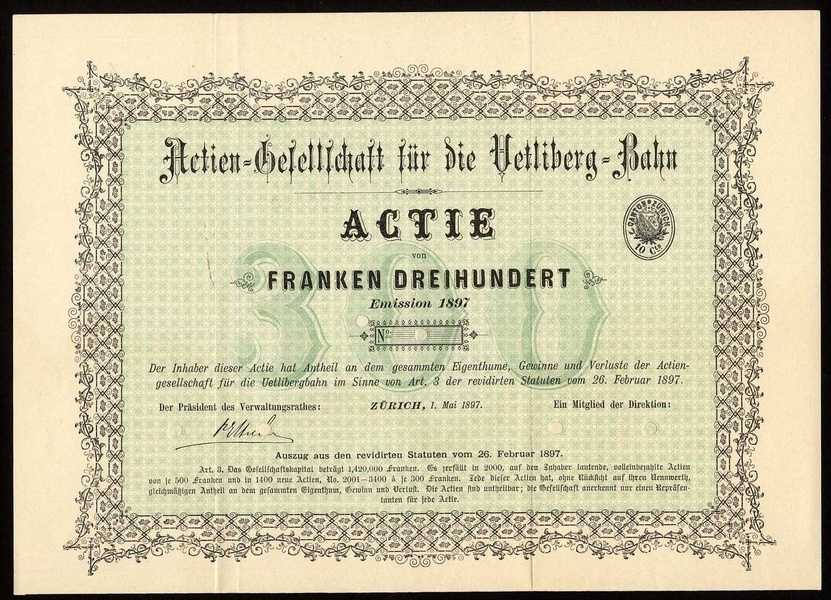 Actien-Gesellschaft für die Uetliberg-Bahn
ACTIE
CANTON ZÜRICH
10 Cts
von
300
FRANKEN DREIHUNDERT
Emission 1897
No.
Der Inhaber dieser Actie hat Antheil an dem gesammten Eigenthume, Gewinne und Verluste der Actien-
gesellschaft für die Uetlibergbahn im Sinne von Art. 3 der revidirten Statuten vom 26. Februar 1897.
Der Präsident des Verwaltungsrathes: ZÜRICH, 1. Mai 1897. Ein Mitglied der Direktion:
Auszug aus den revidirten Statuten vom 26. Februar 1897.
Art. 3. Das Gesellschaftskapital beträgt 1,420,000 Franken. Es zerfällt in 2000, auf den Inhaber lautende, volleinbezahlte Actien
von je 500 Franken und in 1400 neue Actien, No. 2001—3400 à je 300 Franken. Jede dieser Actien hat, ohne Rücksicht auf ihren Nennwerth,
gleichmäßigen Antheil an dem gesammten Eigenthum, Gewinn und Verlust. Die Actien sind untheilbar; die Gesellschaft anerkennt nur einen Repräsen-
tanten für jede Actie.